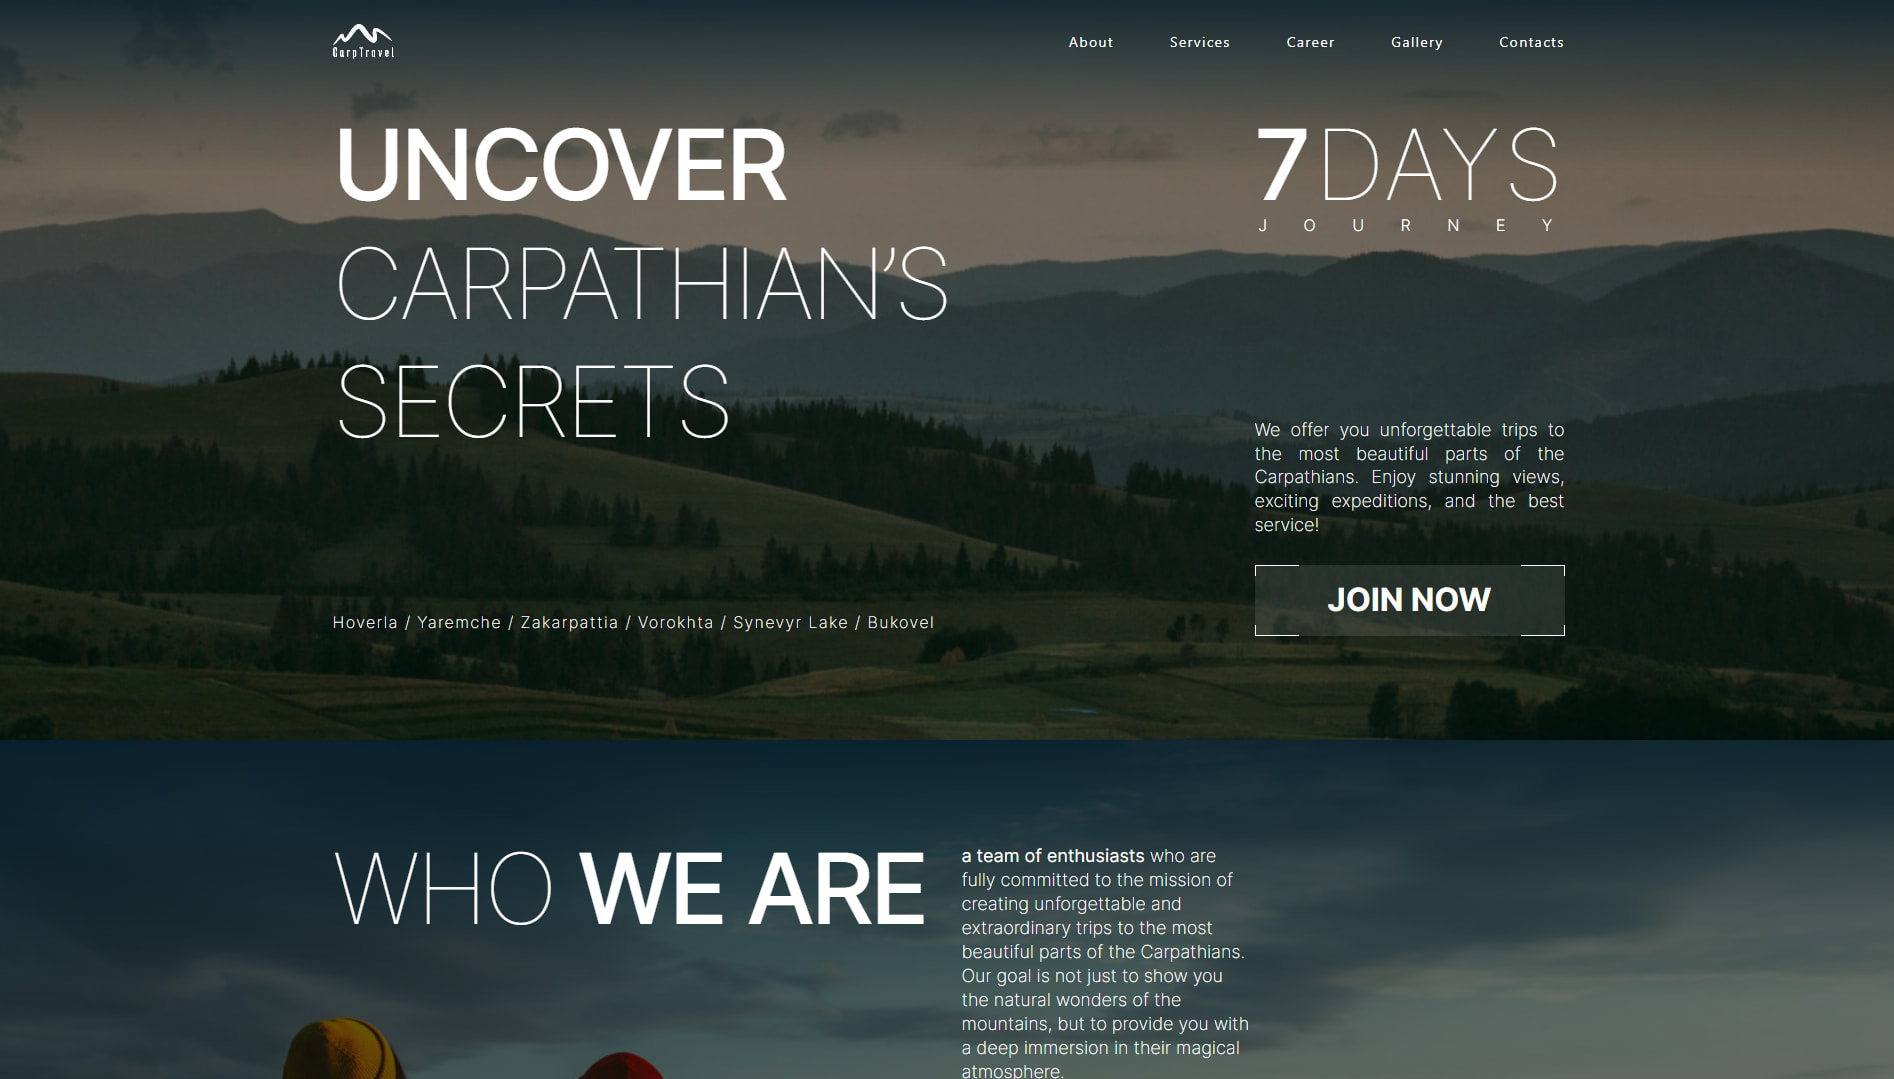 CarpTravel
About Services Career Gallery Contacts
UNCOVER
CARPATHIAN’S
SECRETS
7DAYS
JOURNEY
We offer you unforgettable trips to
the most beautiful parts of the
Carpathians. Enjoy stunning views,
exciting expeditions, and the best
service!
JOIN NOW
Hoverla / Yaremche / Zakarpattia / Vorokhta / Synevyr Lake / Bukovel
WHO WE ARE
a team of enthusiasts who are
fully committed to the mission of
creating unforgettable and
extraordinary trips to the most
beautiful parts of the Carpathians.
Our goal is not just to show you
the natural wonders of the
mountains, but to provide you with
a deep immersion in their magical
atmosphere.